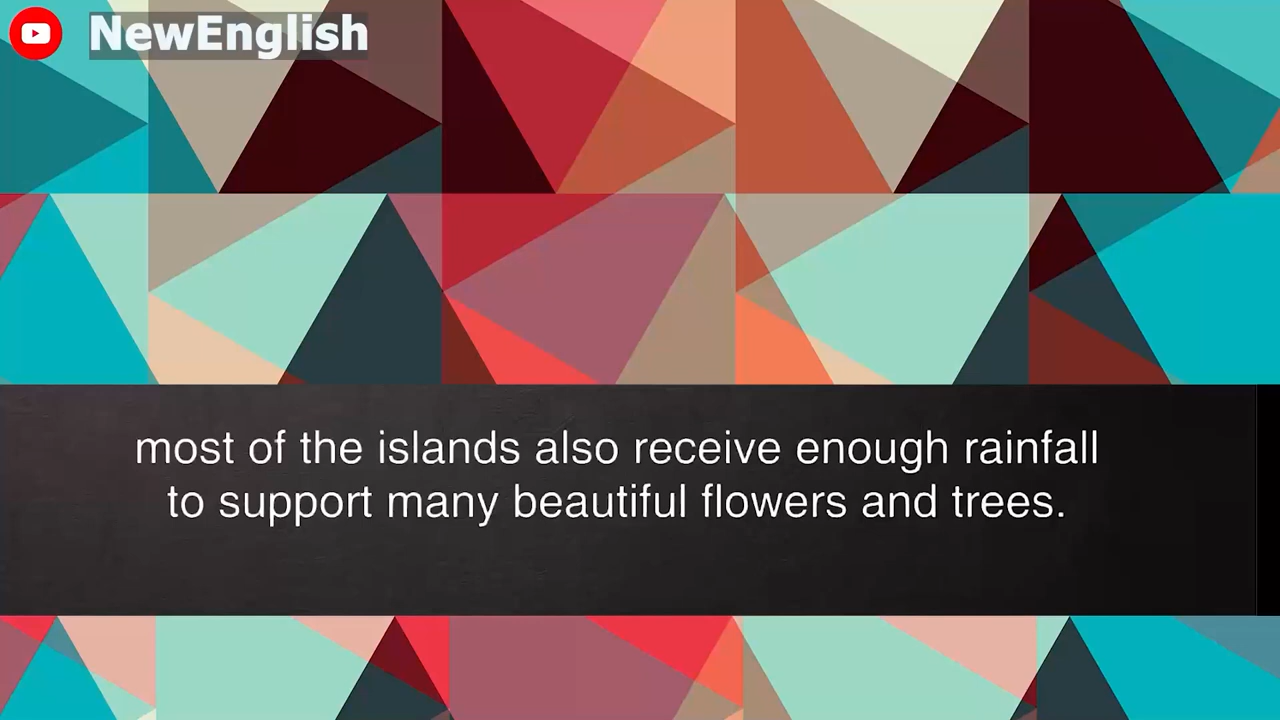 NewEnglish
most of the islands also receive enough rainfall
to support many beautiful flowers and trees.